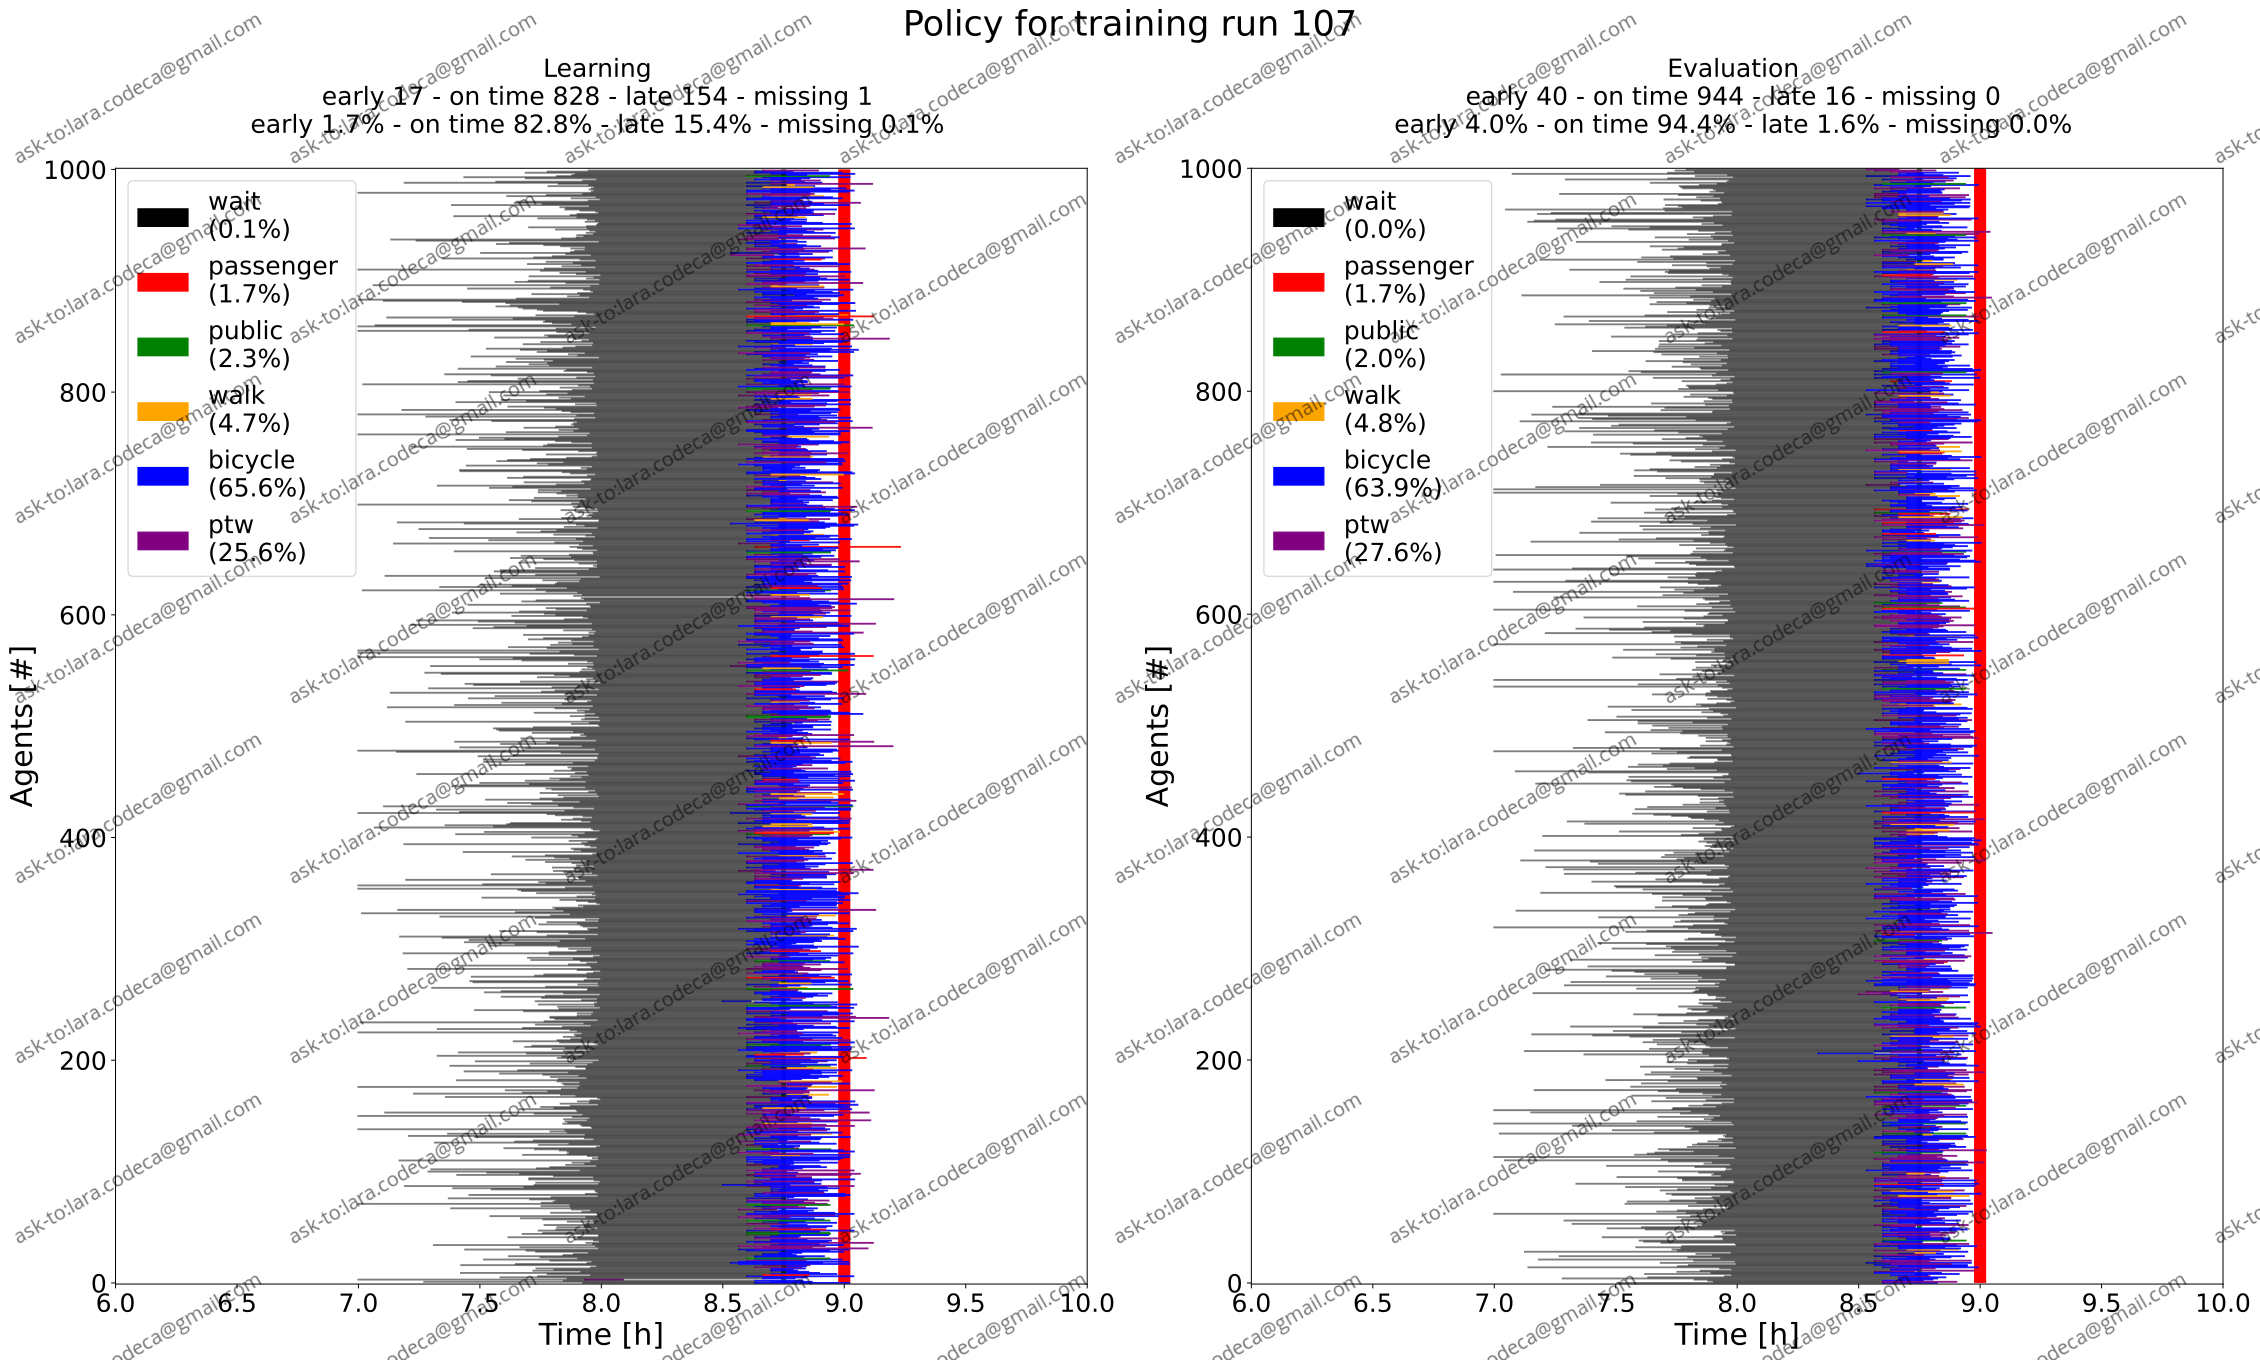 Policy for training run 107
Learning
early 17 - on time 828 - late 154 - missing 1
early 1.7% - on time 82.8% - late 15.4% - missing 0.1%
1000
800
600
400
200
0
Agents [#]
wait
(0.1%)
passenger
(1.7%)
public
(2.3%)
walk
(4.7%)
bicycle
(65.6%)
ptw
(25.6%)
6.0 6.5 7.0 7.5 8.0 8.5 9.0 9.5 10.0
Time [h]
Evaluation
early 40 - on time 944 - late 16 - missing 0
early 4.0% - on time 94.4% - late 1.6% - missing 0.0%
1000
800
600
400
200
0
Agents [#]
wait
(0.0%)
passenger
(1.7%)
public
(2.0%)
walk
(4.8%)
bicycle
(63.9%)
ptw
(27.6%)
6.0 6.5 7.0 7.5 8.0 8.5 9.0 9.5 10.0
Time [h]
ask-to:lara.codeca@gmail.com